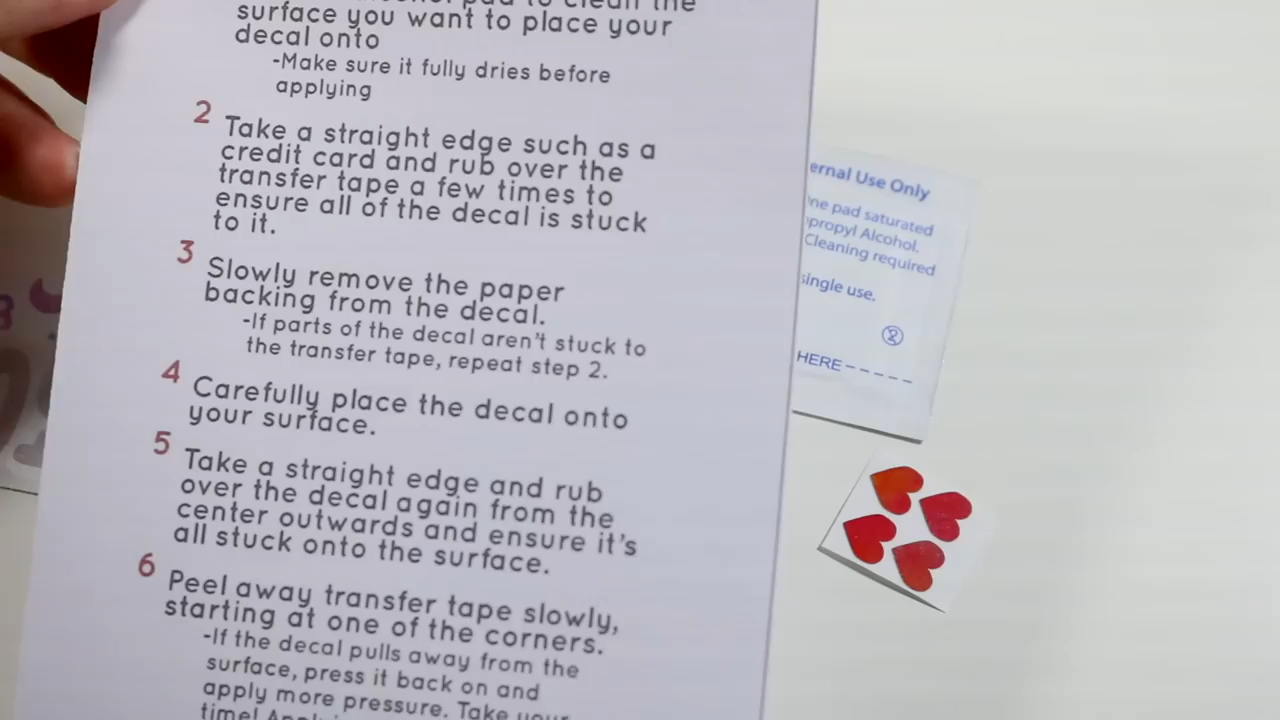 pad to clean the
surface you want to place your
decal onto
-Make sure it fully dries before
applying
2 Take a straight edge such as a
credit card and rub over the
transfer tape a few times to
ensure all of the decal is stuck
to it.
3 Slowly remove the paper
backing from the decal.
-If parts of the decal aren't stuck to
the transfer tape, repeat step 2.
4 Carefully place the decal onto
your surface.
5 Take a straight edge and rub
over the decal again from the
center outwards and ensure it's
all stuck onto the surface.
6 Peel away transfer tape slowly,
starting at one of the corners.
-If the decal pulls away from the
surface, press it back on and
apply more pressure. Take your
time!
ernal Use Only
ne pad saturated
propyl Alcohol.
Cleaning required
single use.
2
HERE-----